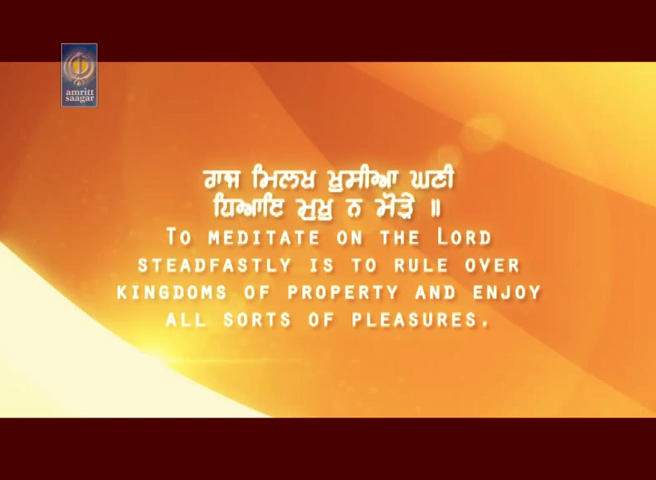 amritt
saagar
ਰਾਜ ਮਿਲਖ ਖੁਸੀਆ ਘਣੀ
ਧਿਆਇ ਮੁਖੁ ਨ ਮੋੜੈ ॥
To meditate on the Lord
steadfastly is to rule over
kingdoms of property and enjoy
all sorts of pleasures.